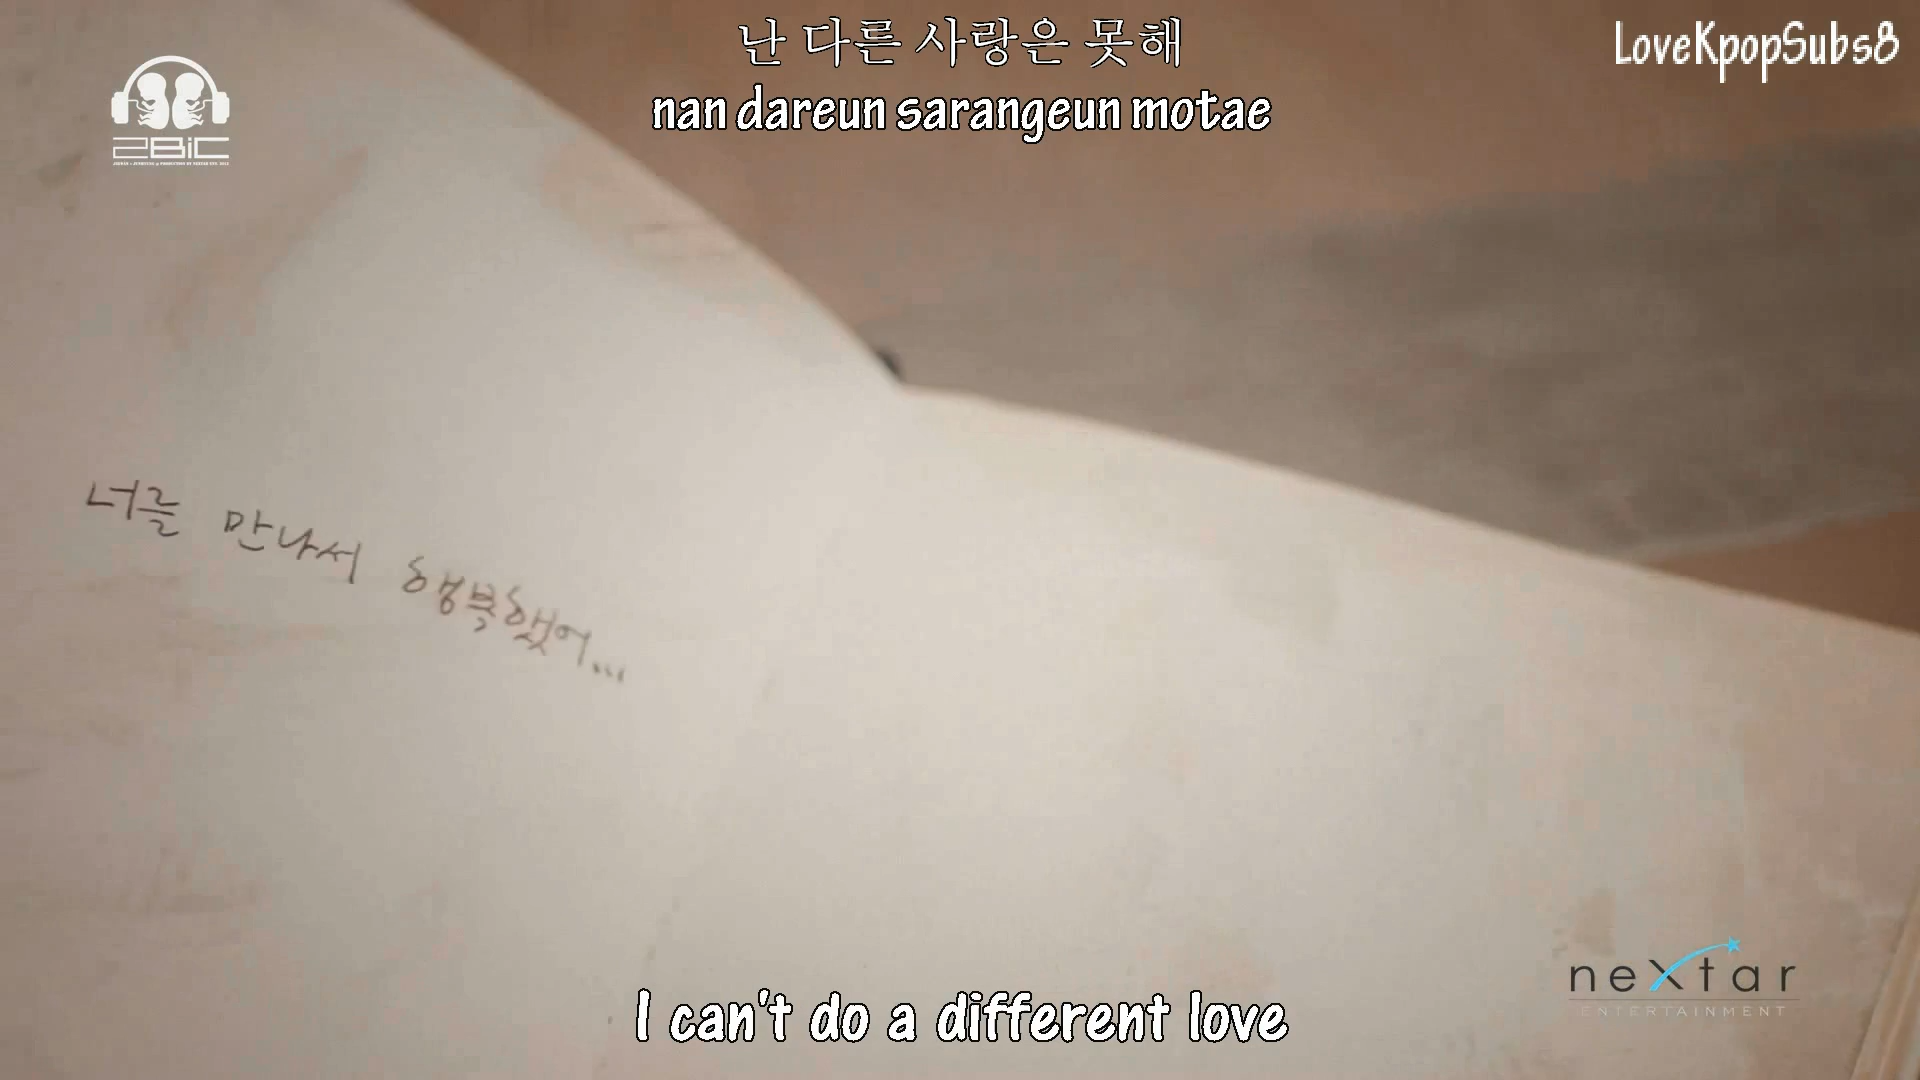 난 다른 사랑은 못해
nan dareun sarangeun motae
LoveKpopSubs8
2BiC
너를 만나서 행복했어...
I can't do a different love
nextar
ENTERTAINMENT